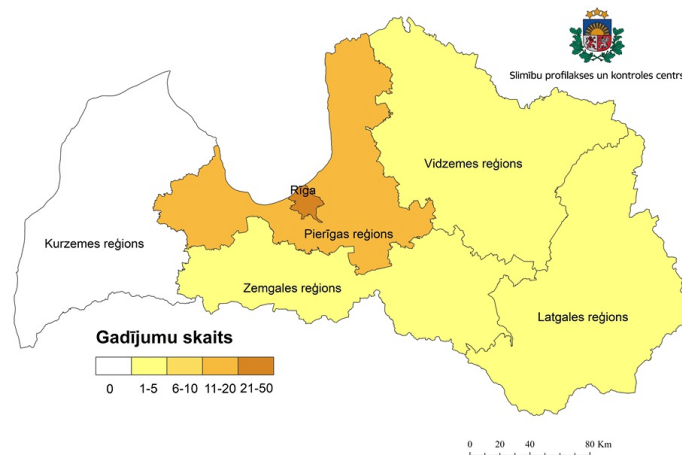 Slimību profilakses un kontroles centrs
Vidzemes reģions
Rīga
Pierīgas reģions
Kurzemes reģions
Zemgales reģions
Latgales reģions
Gadījumu skaits
0 1-5 6-10 11-20 21-50
0 20 40 80 Km